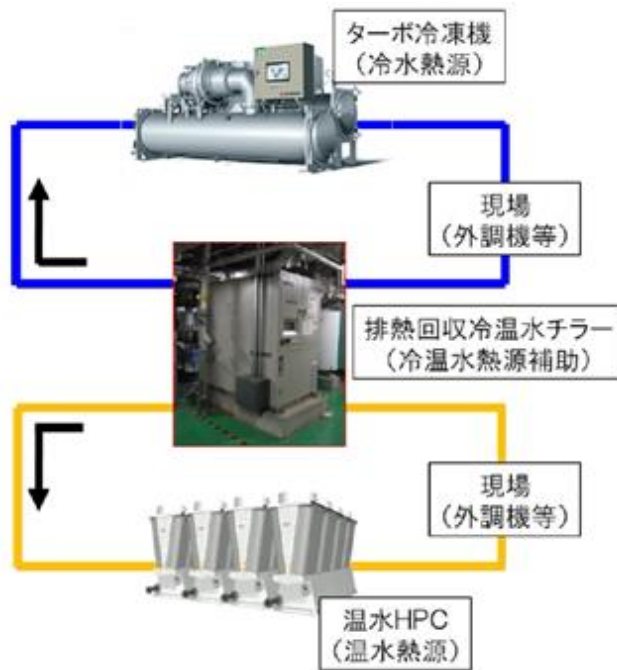 ターボ冷凍機
（冷水熱源）
現場
（外調機等）
排熱回収冷温水チラー
（冷温水熱源補助）
現場
（外調機等）
温水HPC
（温水熱源）